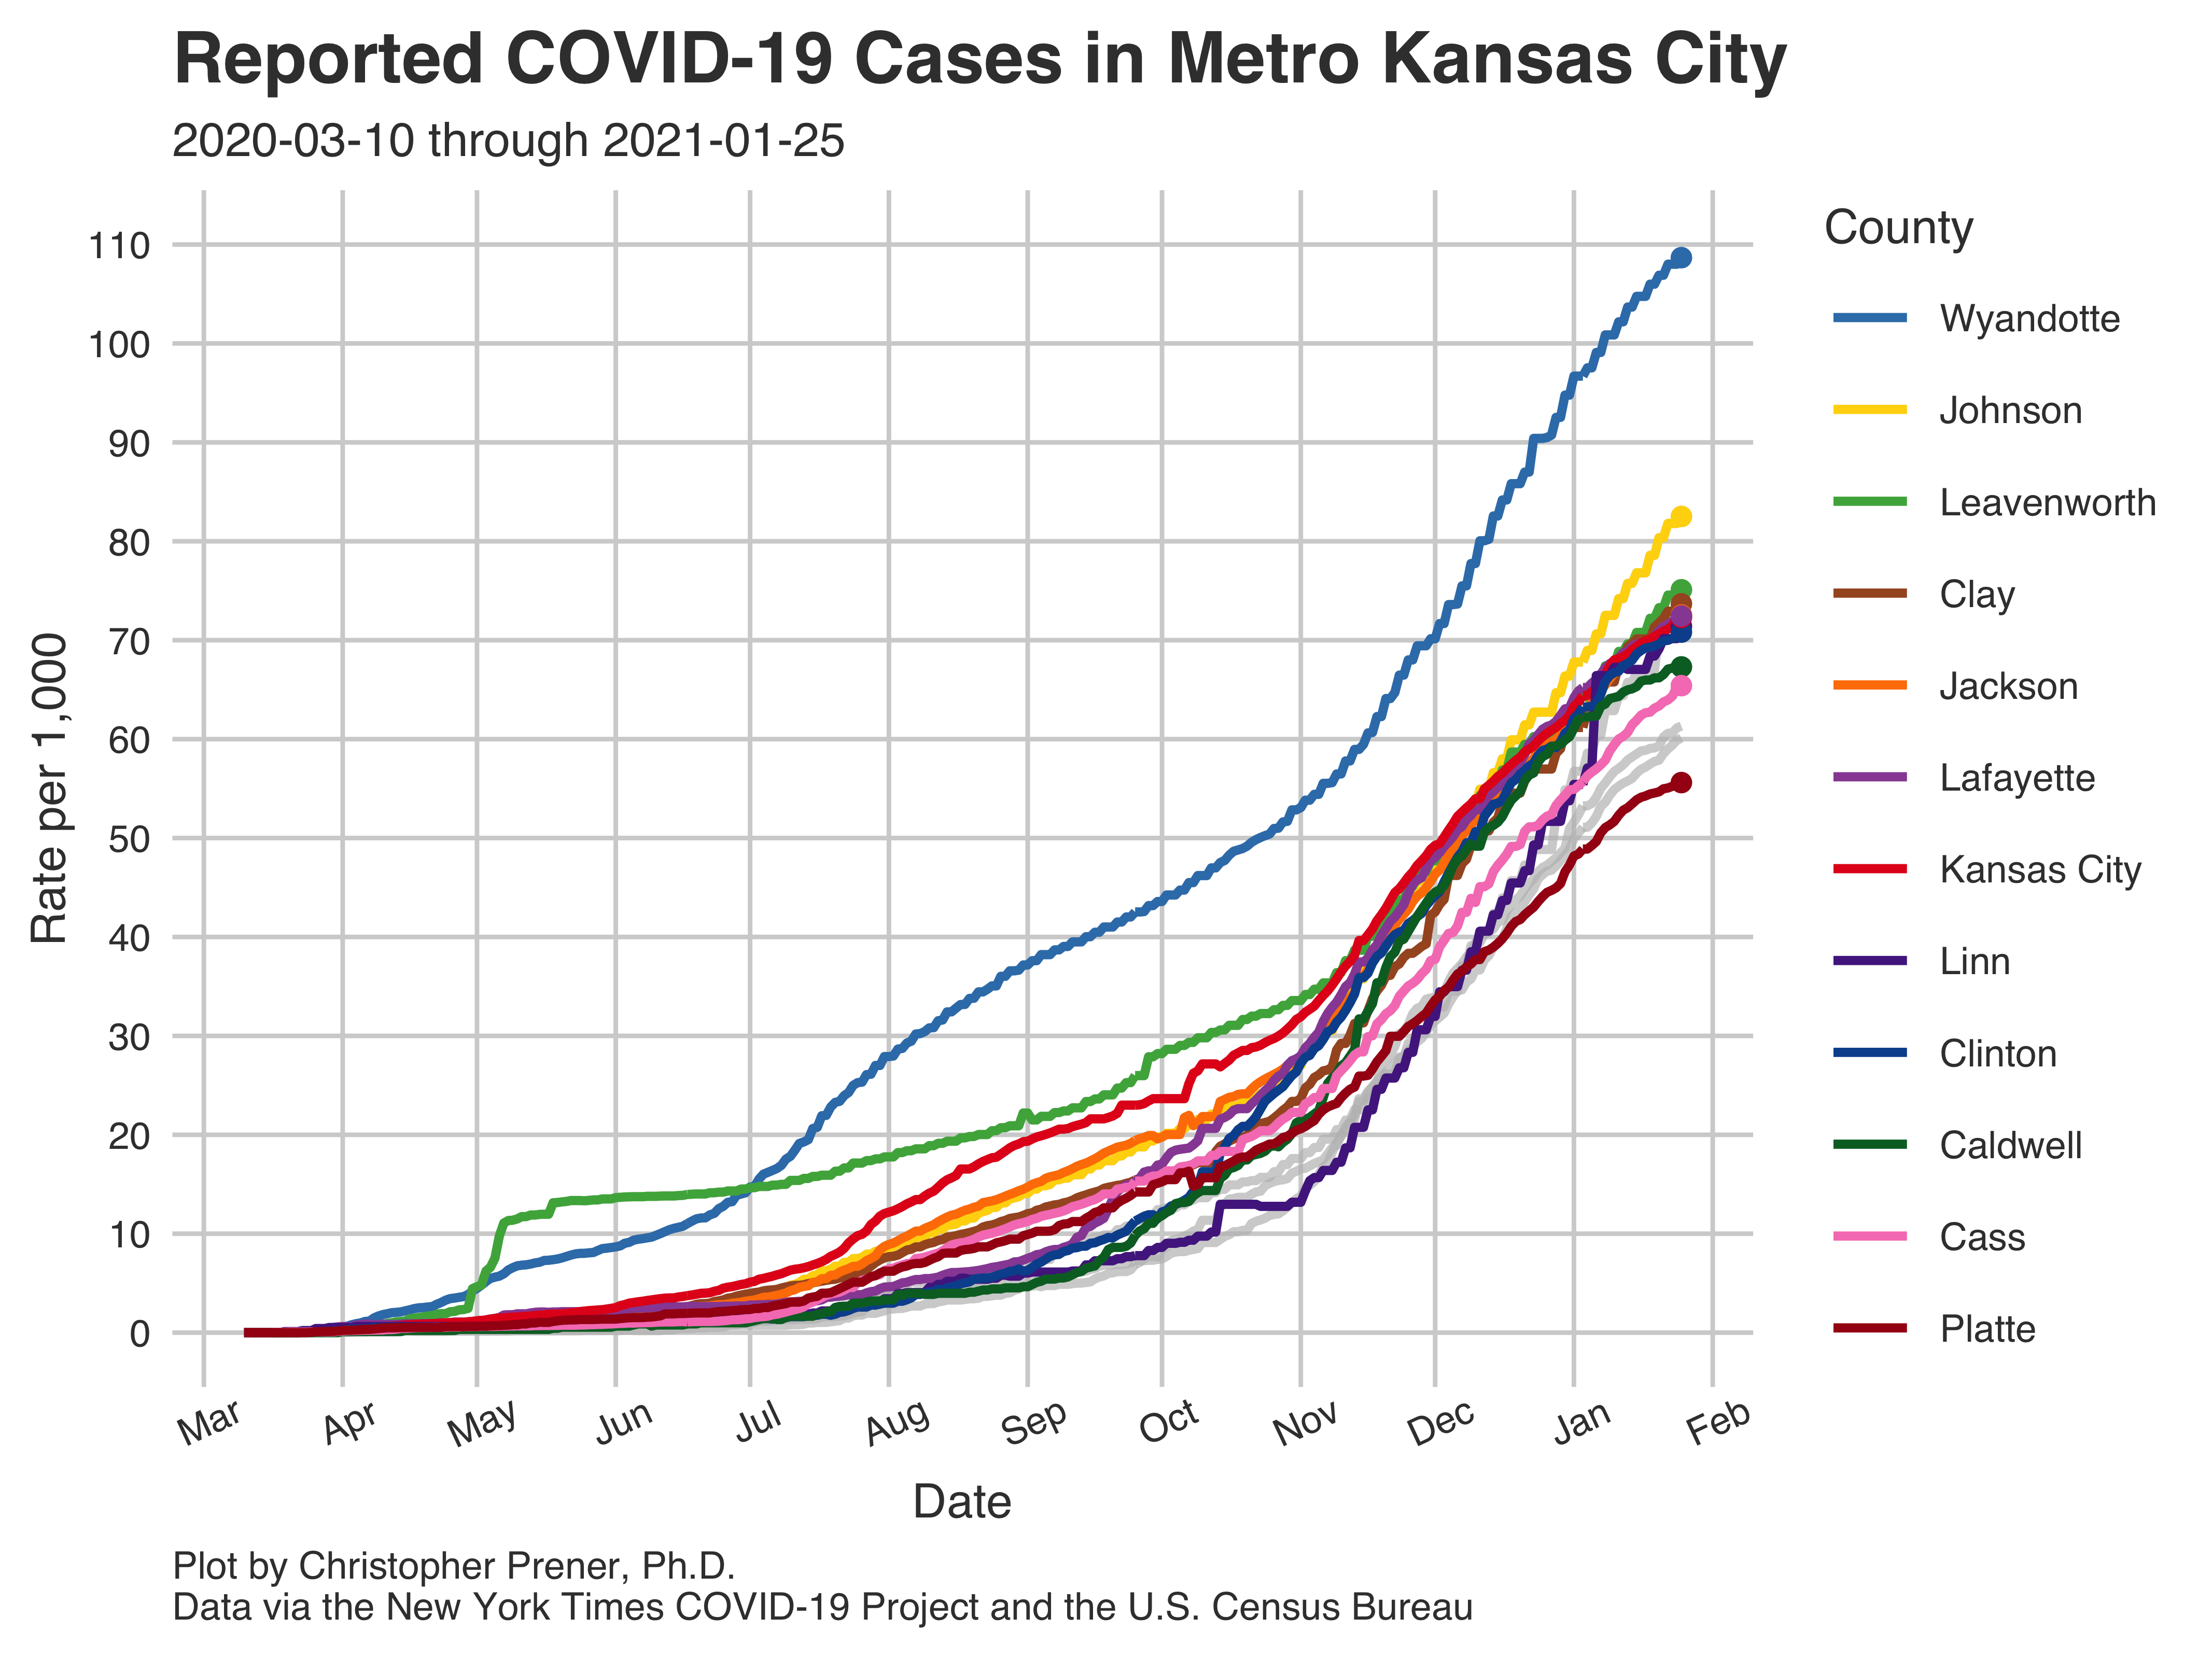 Reported COVID-19 Cases in Metro Kansas City
2020-03-10 through 2021-01-25
Rate per 1,000
110
100
90
80
70
60
50
40
30
20
10
0
Mar
Apr
May
Jun
Jul
Aug
Sep
Oct
Nov
Dec
Jan
Feb
Date
County
Wyandotte
Johnson
Leavenworth
Clay
Jackson
Lafayette
Kansas City
Linn
Clinton
Caldwell
Cass
Platte
Plot by Christopher Prener, Ph.D.
Data via the New York Times COVID-19 Project and the U.S. Census Bureau